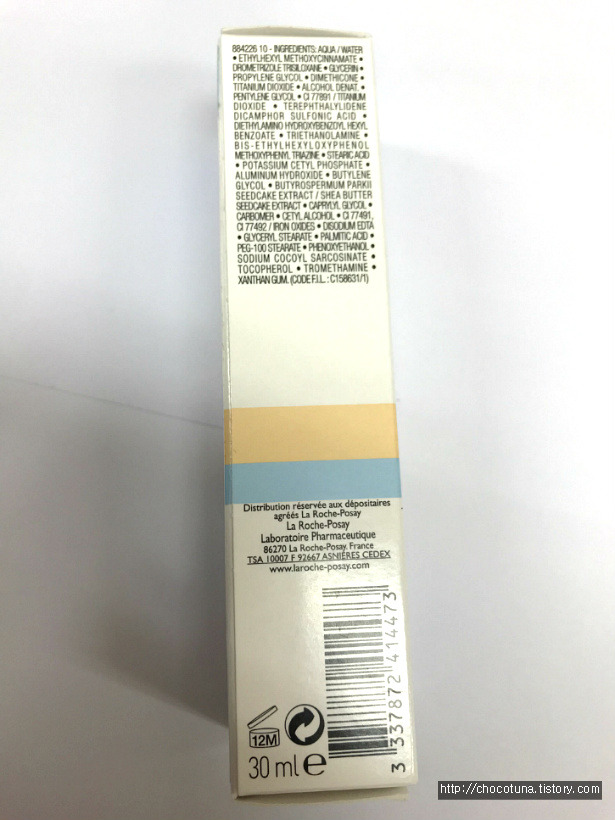 884226 10 - INGREDIENTS: AQUA / WATER
• ETHYLHEXYL METHOXYCINNAMATE •
DROMETRIZOLE TRISILOXANE • GLYCERIN •
PROPYLENE GLYCOL • DIMETHICONE •
TITANIUM DIOXIDE • ALCOHOL DENAT. •
PENTYLENE GLYCOL • CI 77891 / TITANIUM
DIOXIDE • TEREPHTHALYLIDENE
DICAMPHOR SULFONIC ACID •
DIETHYLAMINO HYDROXYBENZOYL HEXYL
BENZOATE • TRIETHANOLAMINE •
BIS-ETHYLHEXYLOXYPHENOL
METHOXYPHENYL TRIAZINE • STEARIC ACID
• POTASSIUM CETYL PHOSPHATE •
ALUMINUM HYDROXIDE • BUTYLENE
GLYCOL • BUTYROSPERMUM PARKII
SEEDCAKE EXTRACT / SHEA BUTTER
SEEDCAKE EXTRACT • CAPRYLYL GLYCOL •
CARBOMER • CETYL ALCOHOL • CI 77491,
CI 77492 / IRON OXIDES • DISODIUM EDTA
• GLYCERYL STEARATE • PALMITIC ACID •
PEG-100 STEARATE • PHENOXYETHANOL •
SODIUM COCOYL SARCOSINATE •
TOCOPHEROL • TROMETHAMINE •
XANTHAN GUM. (CODE F.I.L. : C158631/1)
Distribution réservée aux dépositaires
agréés La Roche-Posay
La Roche-Posay
Laboratoire Pharmaceutique
86270 La Roche-Posay. France
TSA 10007 F 92667 ASNIÈRES CEDEX
www.laroche-posay.com
3 337872 414473
12M
30 ml e
http://chocotuna.tistory.com